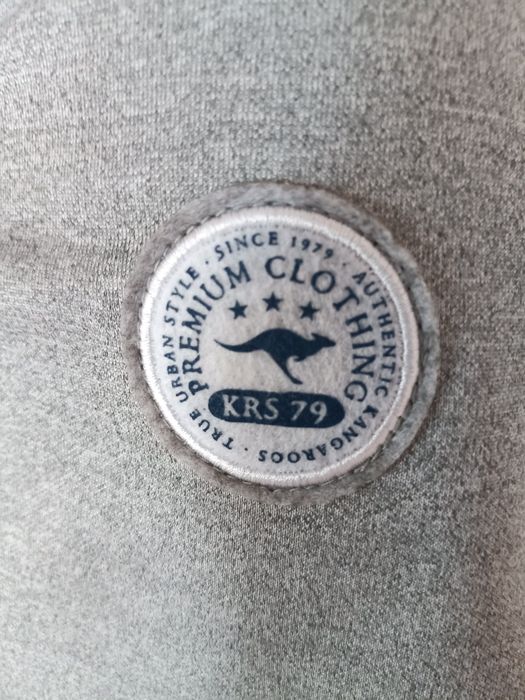 TRUE URBAN STYLE · SINCE 1979 · AUTHENTIC KANGAROOS ·
PREMIUM CLOTHING
KRS 79